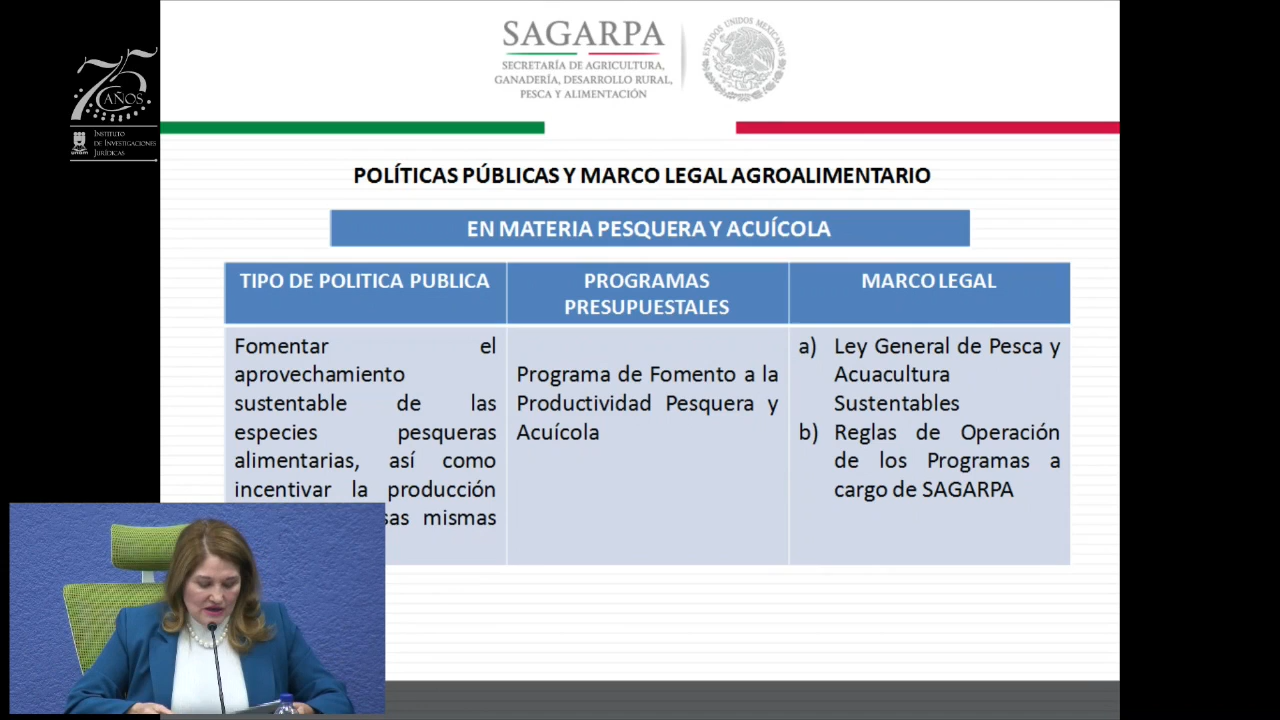 SAGARPA
SECRETARÍA DE AGRICULTURA,
GANADERÍA, DESARROLLO RURAL,
PESCA Y ALIMENTACIÓN
ESTADOS UNIDOS MEXICANOS
75
AÑOS
INSTITUTO
DE INVESTIGACIONES
JURÍDICAS
UNAM
POLÍTICAS PÚBLICAS Y MARCO LEGAL AGROALIMENTARIO
EN MATERIA PESQUERA Y ACUÍCOLA
TIPO DE POLITICA PUBLICA
Fomentar el
aprovechamiento
sustentable de las
especies pesqueras
alimentarias, así como
incentivar la producción
mismas
PROGRAMAS
PRESUPUESTALES
Programa de Fomento a la
Productividad Pesquera y
Acuícola
MARCO LEGAL
a) Ley General de Pesca y
Acuacultura
Sustentables
b) Reglas de Operación
de los Programas a
cargo de SAGARPA